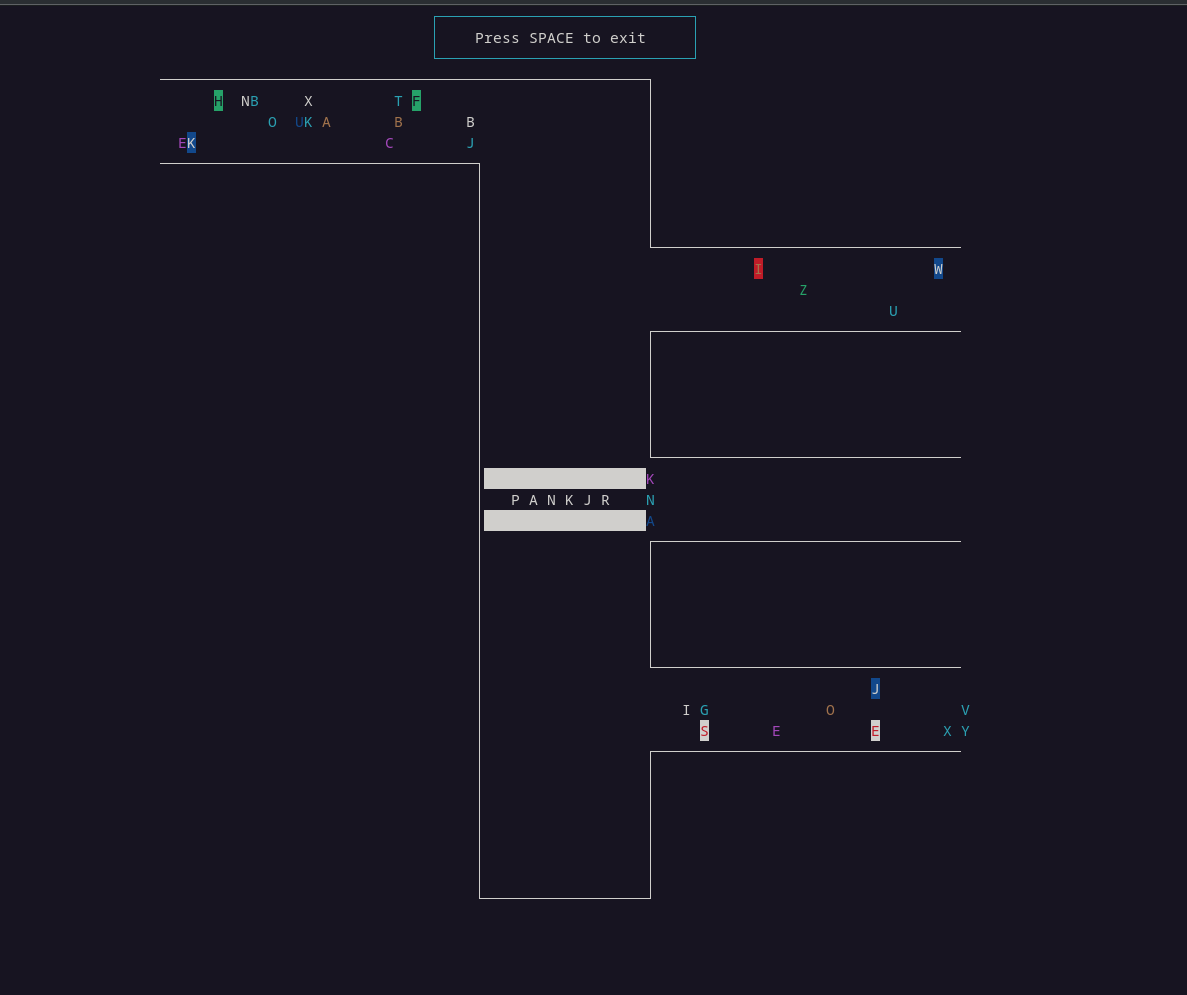 Press SPACE to exit
H NB X T F
O UK A B B
EK C J
I W
Z
U
K
P A N K J R N
A
J
I G O V
S E E X Y